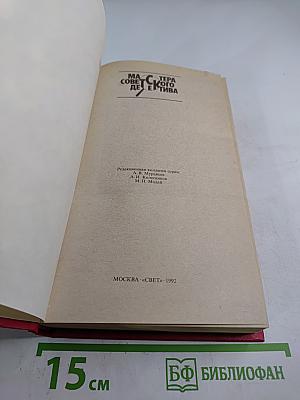 МАСТЕРА
СОВЕТСКОГО
ДЕТЕКТИВА
Редакционная коллегия серии:
МОСКВА «СВЕТ» 1992
15 см
БФ БИБЛИОФАН